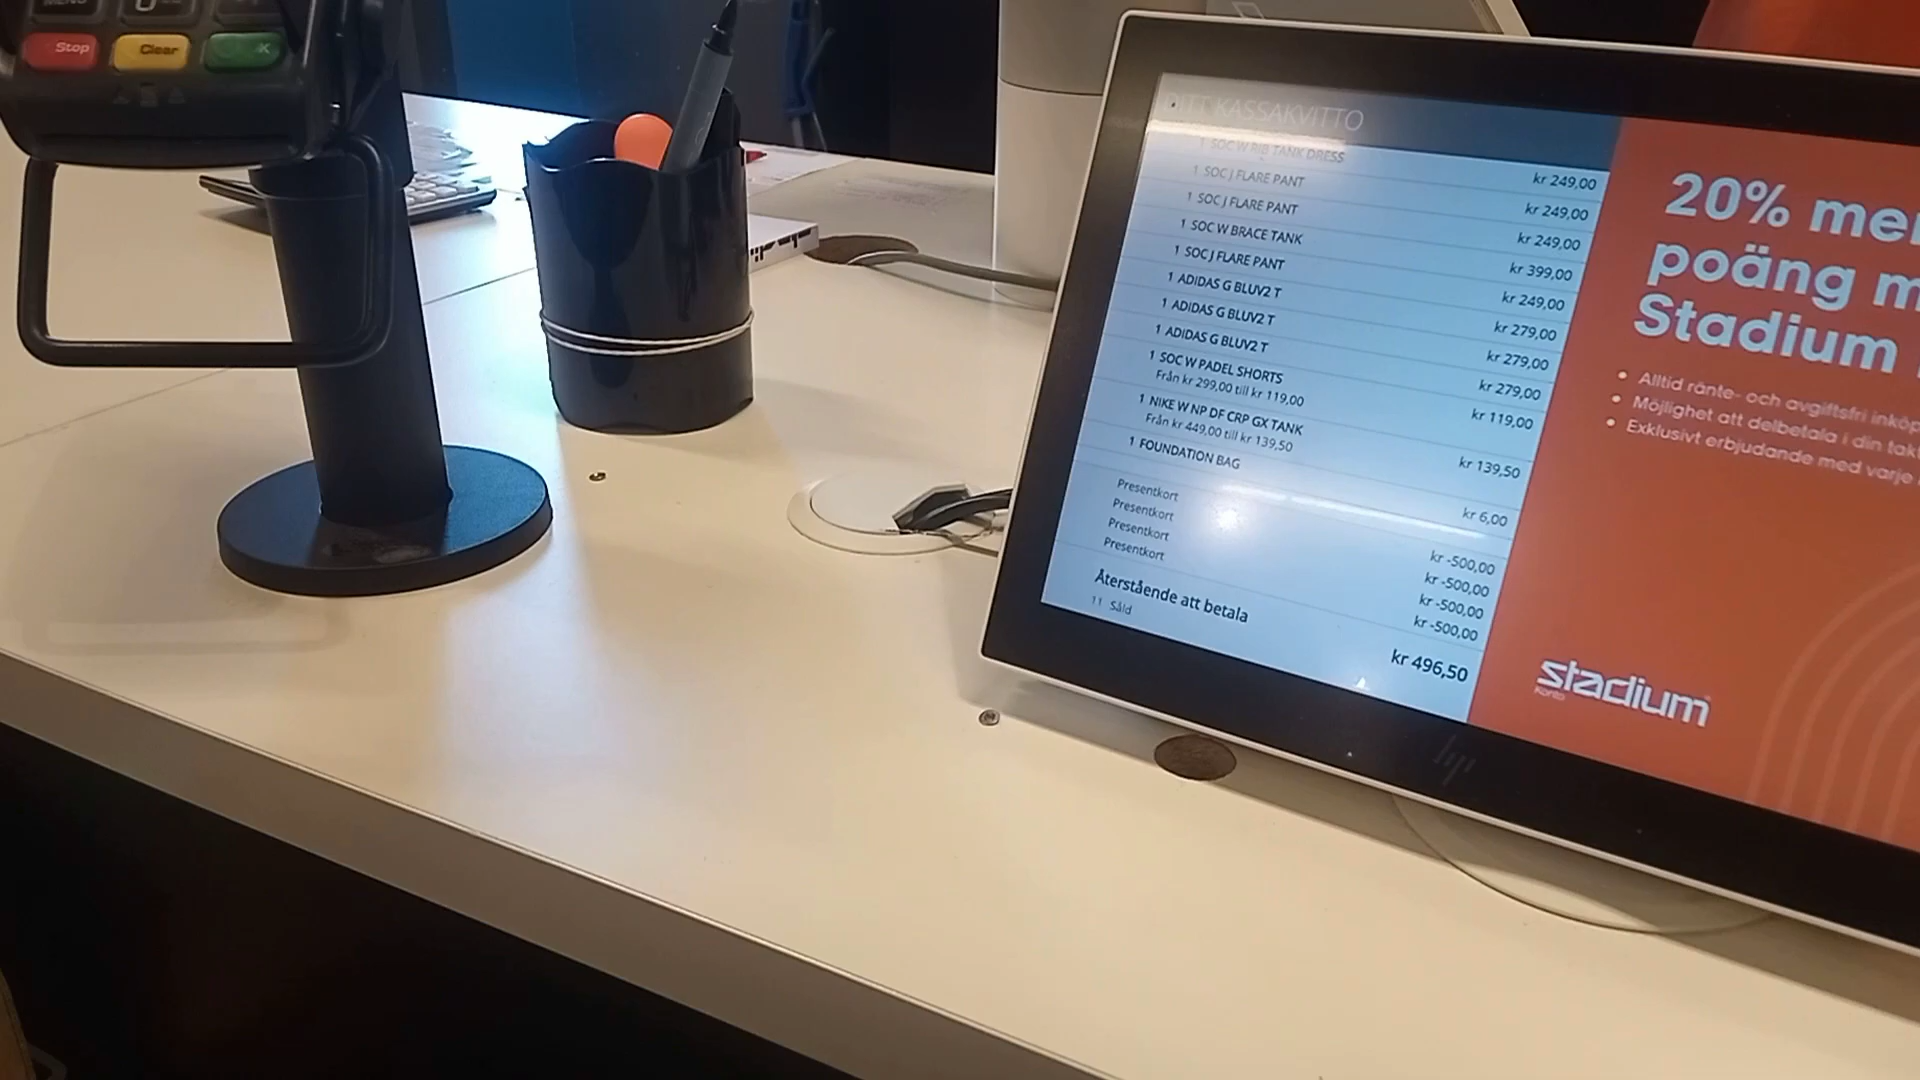 MENU
Stop
Clear
K
DITT KASSAKVITTO
1 SOC W RIB TANK DRESS kr 249,00
1 SOC J FLARE PANT kr 249,00
1 SOC J FLARE PANT kr 249,00
1 SOC W BRACE TANK kr 399,00
1 SOC J FLARE PANT kr 249,00
1 ADIDAS G BLUV2 T kr 279,00
1 ADIDAS G BLUV2 T kr 279,00
1 ADIDAS G BLUV2 T kr 279,00
1 SOC W PADEL SHORTS kr 119,00
Från kr 299,00 till kr 119,00
1 NIKE W NP DF CRP GX TANK kr 139,50
Från kr 449,00 till kr 139,50
1 FOUNDATION BAG kr 6,00
Presentkort kr -500,00
Presentkort kr -500,00
Presentkort kr -500,00
Presentkort kr -500,00
Återstående att betala kr 496,50
11 Såld
20% mer
poäng m
Stadium
• Alltid ränte- och avgiftsfri inköp
• Möjlighet att delbetala i din takt
• Exklusivt erbjudande med varje
stadium
Konto
hp